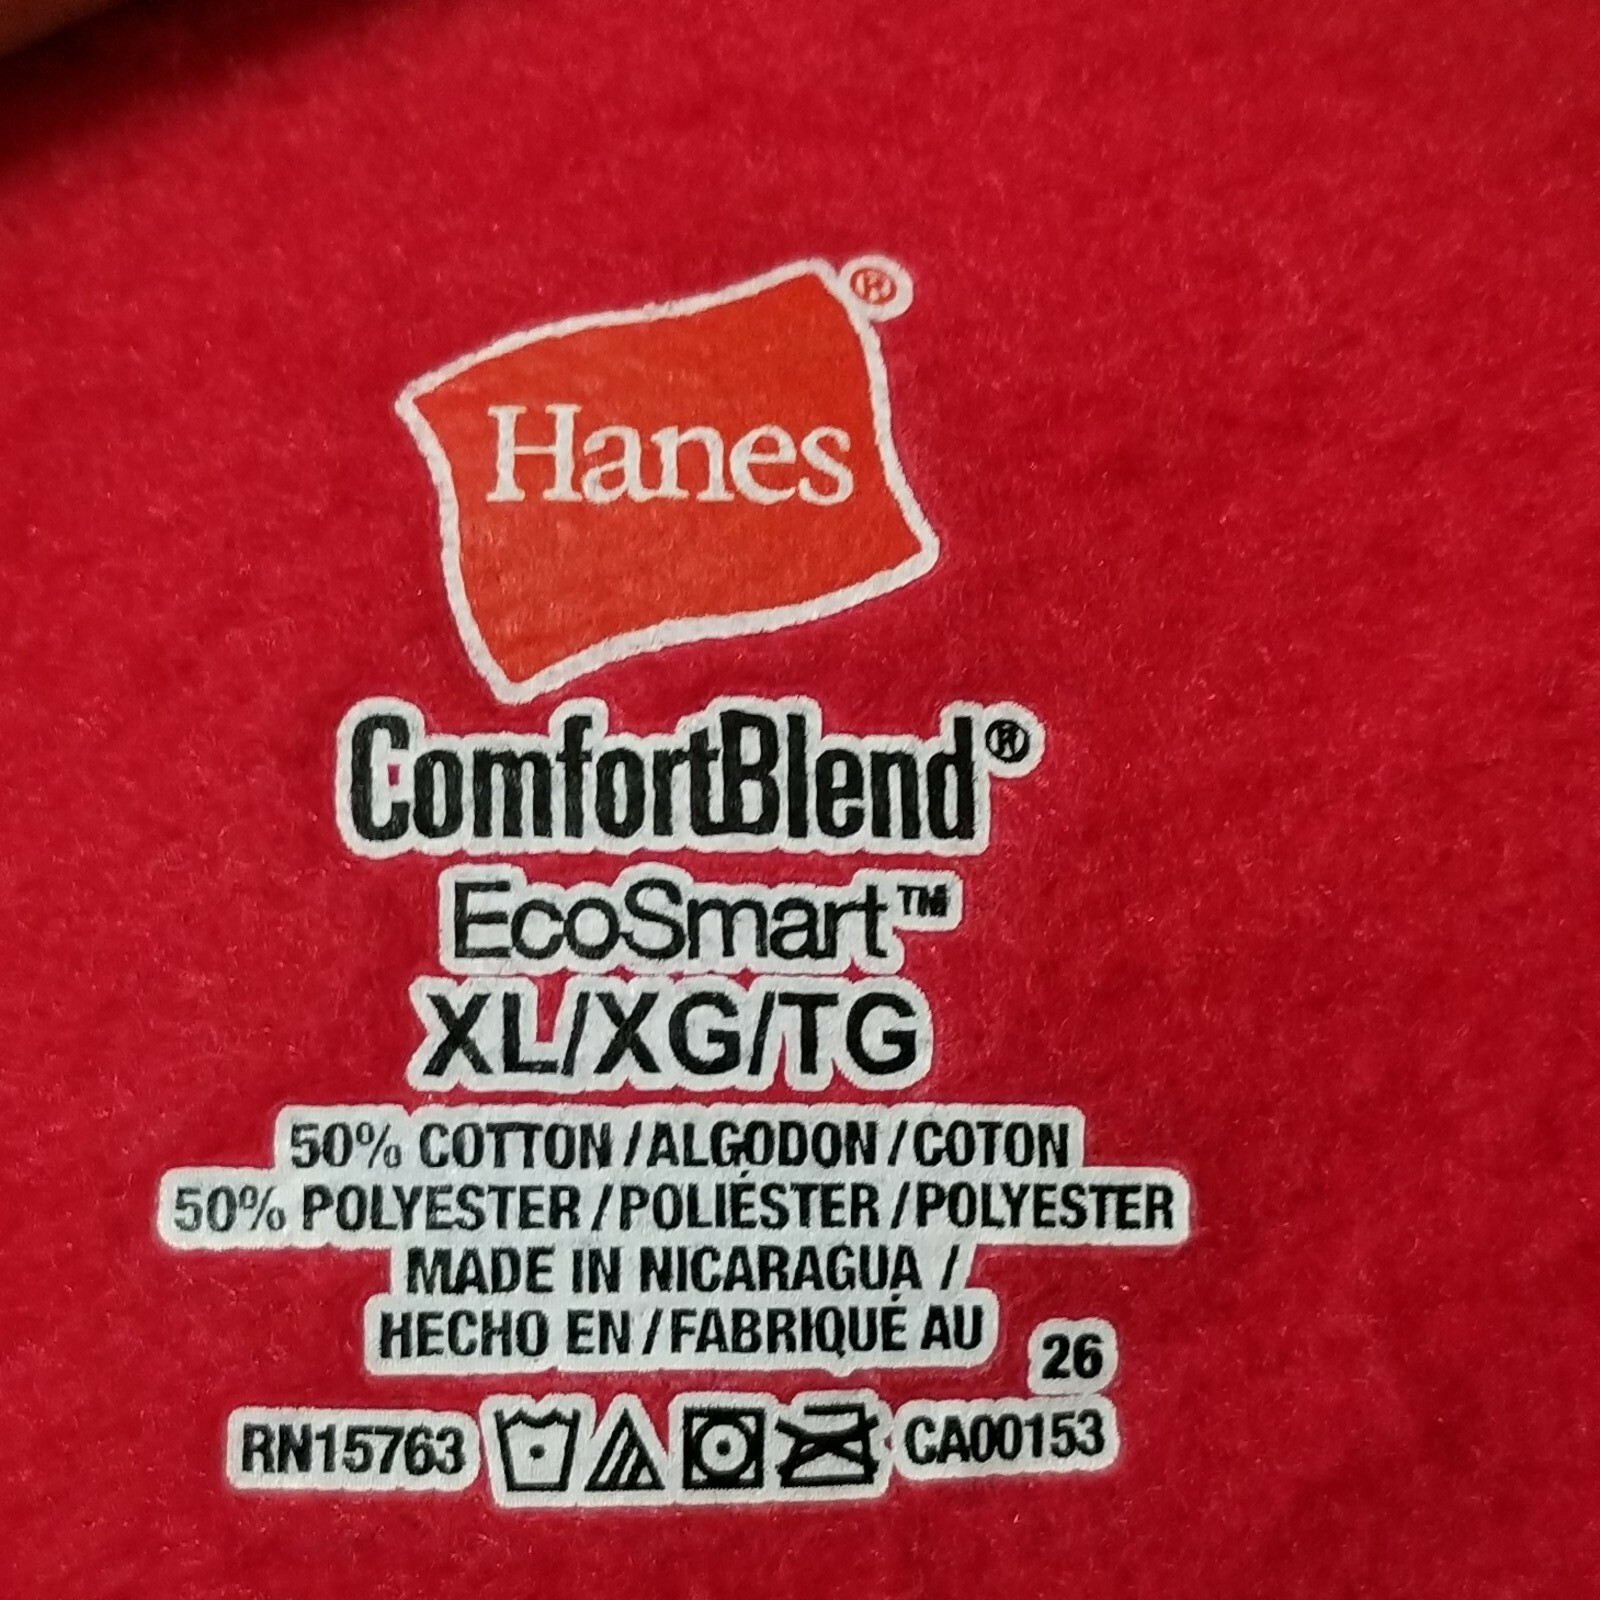 Hanes®
ComfortBlend®
EcoSmart™
XL/XG/TG
50% COTTON / ALGODON / COTON
50% POLYESTER / POLIÉSTER / POLYESTER
MADE IN NICARAGUA /
HECHO EN / FABRIQUÉ AU
26
RN15763 CA00153